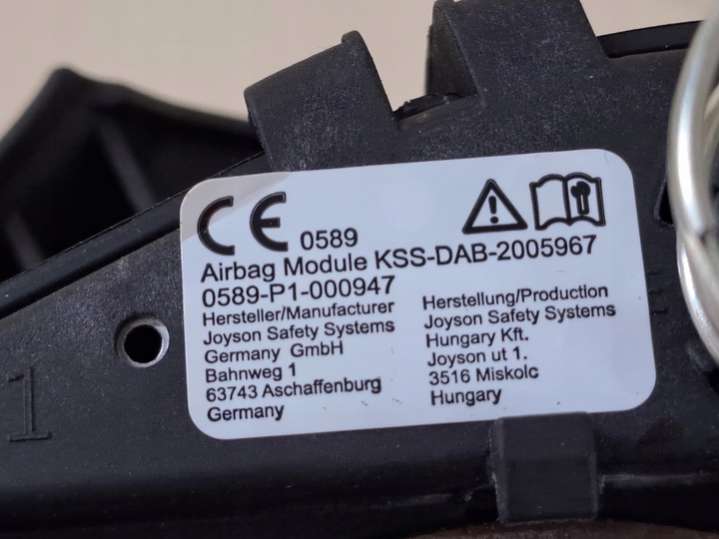 CE 0589
Airbag Module KSS-DAB-2005967
0589-P1-000947
Hersteller/Manufacturer
Joyson Safety Systems
Germany GmbH
Bahnweg 1
63743 Aschaffenburg
Germany
Herstellung/Production
Joyson Safety Systems
Hungary Kft.
Joyson ut 1.
3516 Miskolc
Hungary
1